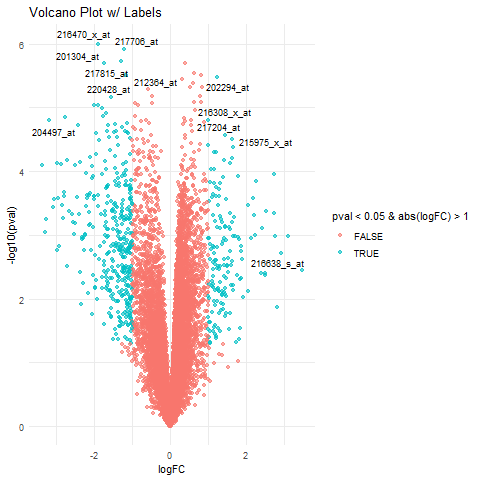 Volcano Plot w/ Labels
216470_x_at
217706_at
201304_at
217815_at
212364_at
220428_at
202294_at
216308_x_at
204497_at
217204_at
215975_x_at
216638_s_at
6
4
2
0
-log10(pval)
-2
0
2
logFC
pval < 0.05 & abs(logFC) > 1
FALSE
TRUE